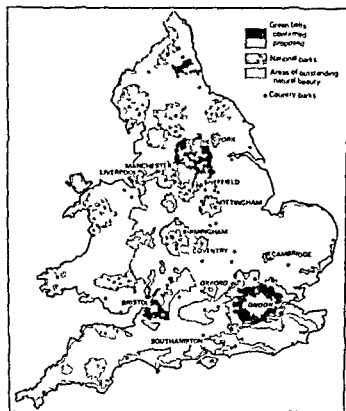 Green belts
confirmed
proposed
National parks
Areas of outstanding
natural beauty
Country parks
YORK
MANCHESTER
LIVERPOOL
SHEFFIELD
NOTTINGHAM
BIRMINGHAM
COVENTRY
CAMBRIDGE
OXFORD
BRISTOL
LONDON
SOUTHAMPTON